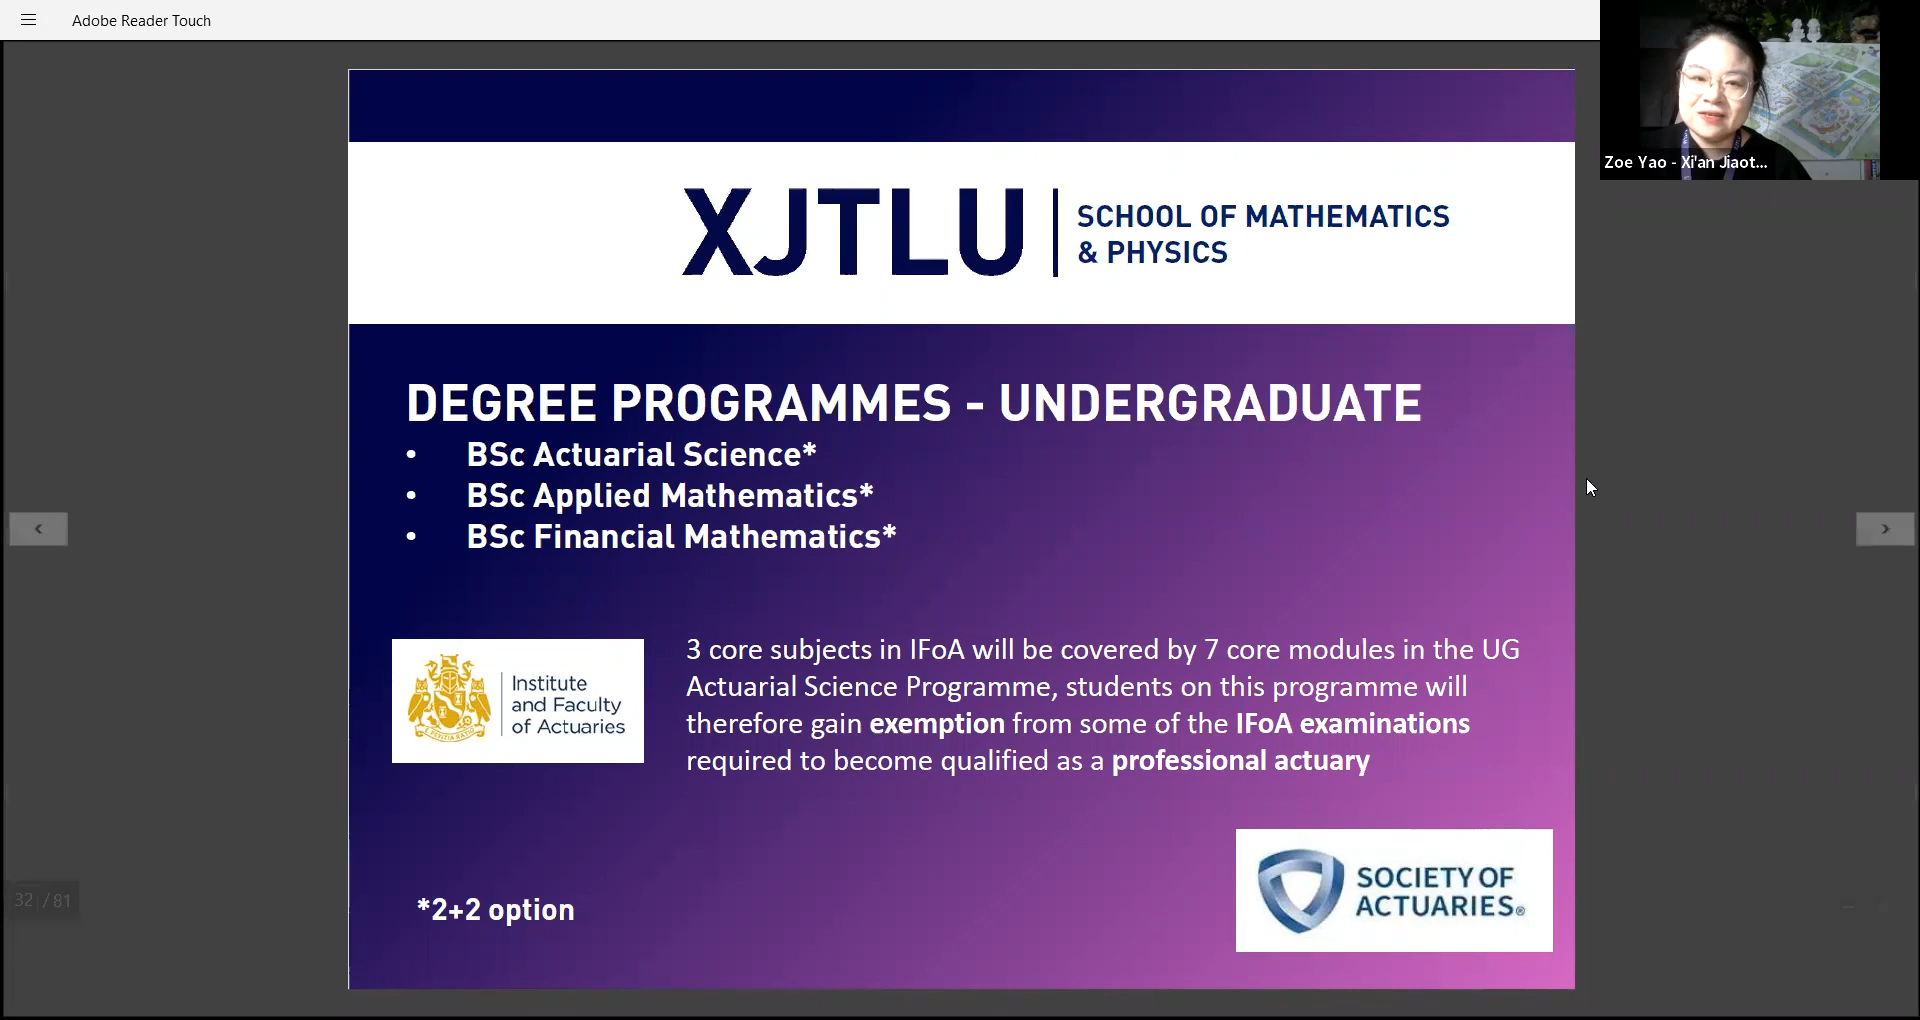 Adobe Reader Touch
Zoe Yao - Xi'an Jiaot...
XJTLU
SCHOOL OF MATHEMATICS
& PHYSICS
DEGREE PROGRAMMES - UNDERGRADUATE
• BSc Actuarial Science*
• BSc Applied Mathematics*
• BSc Financial Mathematics*
Institute
and Faculty
of Actuaries
3 core subjects in IFoA will be covered by 7 core modules in the UG
Actuarial Science Programme, students on this programme will
therefore gain exemption from some of the IFoA examinations
required to become qualified as a professional actuary
32 / 81
*2+2 option
SOCIETY OF
ACTUARIES®